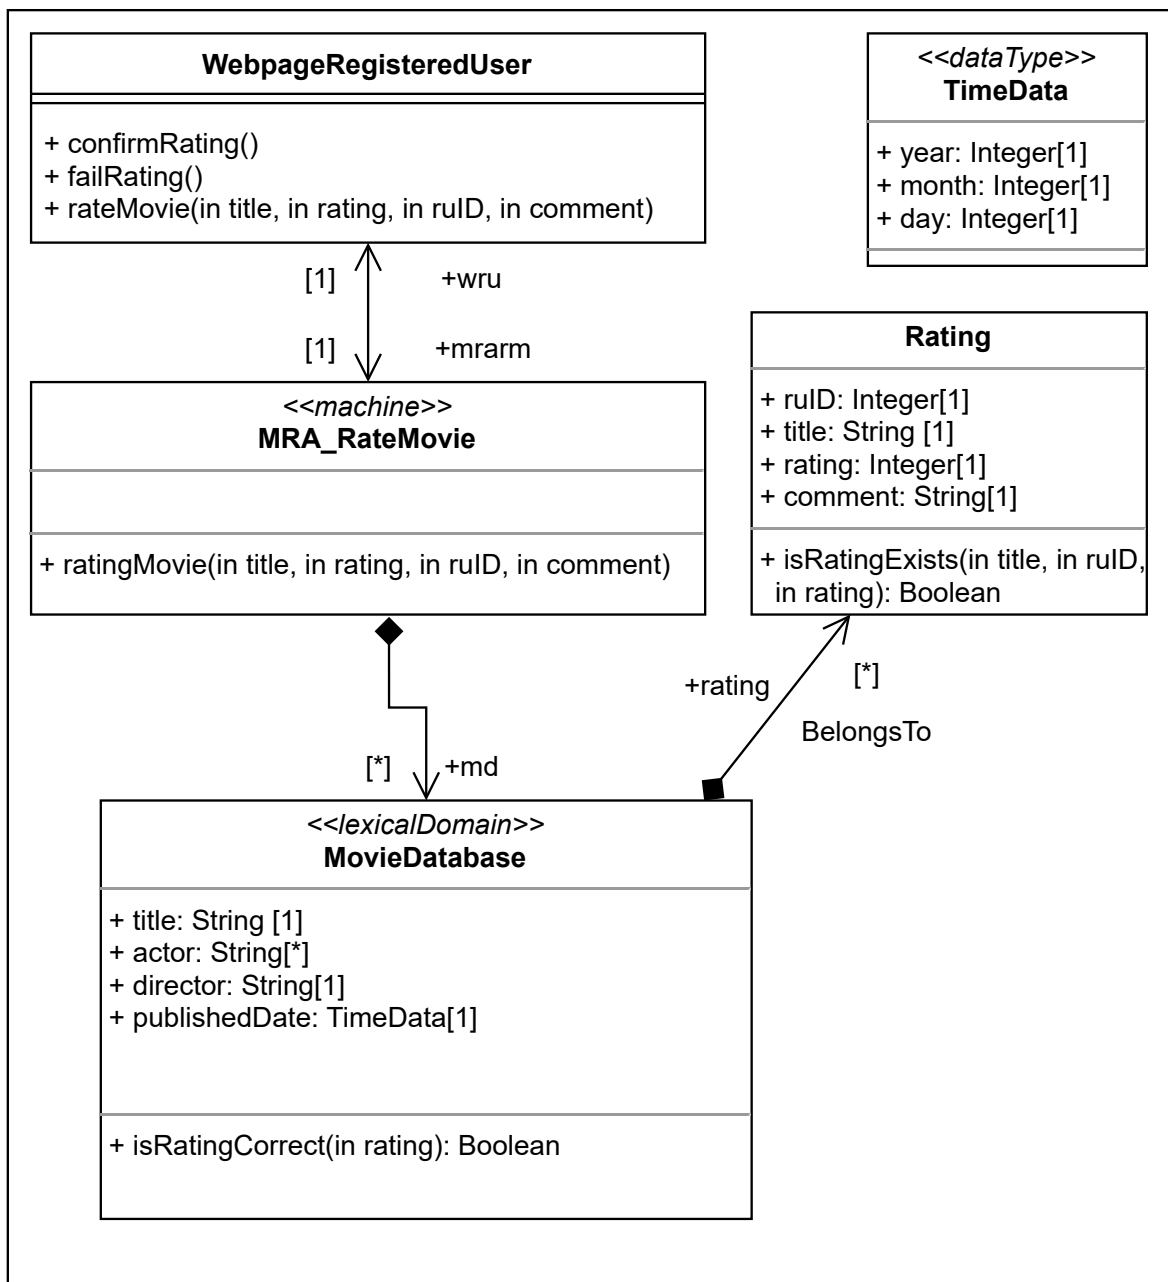 WebpageRegisteredUser
+ confirmRating()
+ failRating()
+ rateMovie(in title, in rating, in ruID, in comment)
<<dataType>>
TimeData
+ year: Integer[1]
+ month: Integer[1]
+ day: Integer[1]
[1]
+wru
[1]
+mrarm
<<machine>>
MRA_RateMovie
+ ratingMovie(in title, in rating, in ruID, in comment)
Rating
+ ruID: Integer[1]
+ title: String [1]
+ rating: Integer[1]
+ comment: String[1]
+ isRatingExists(in title, in ruID,
in rating): Boolean
+rating
[*]
BelongsTo
[*]
+md
<<lexicalDomain>>
MovieDatabase
+ title: String [1]
+ actor: String[*]
+ director: String[1]
+ publishedDate: TimeData[1]
+ isRatingCorrect(in rating): Boolean